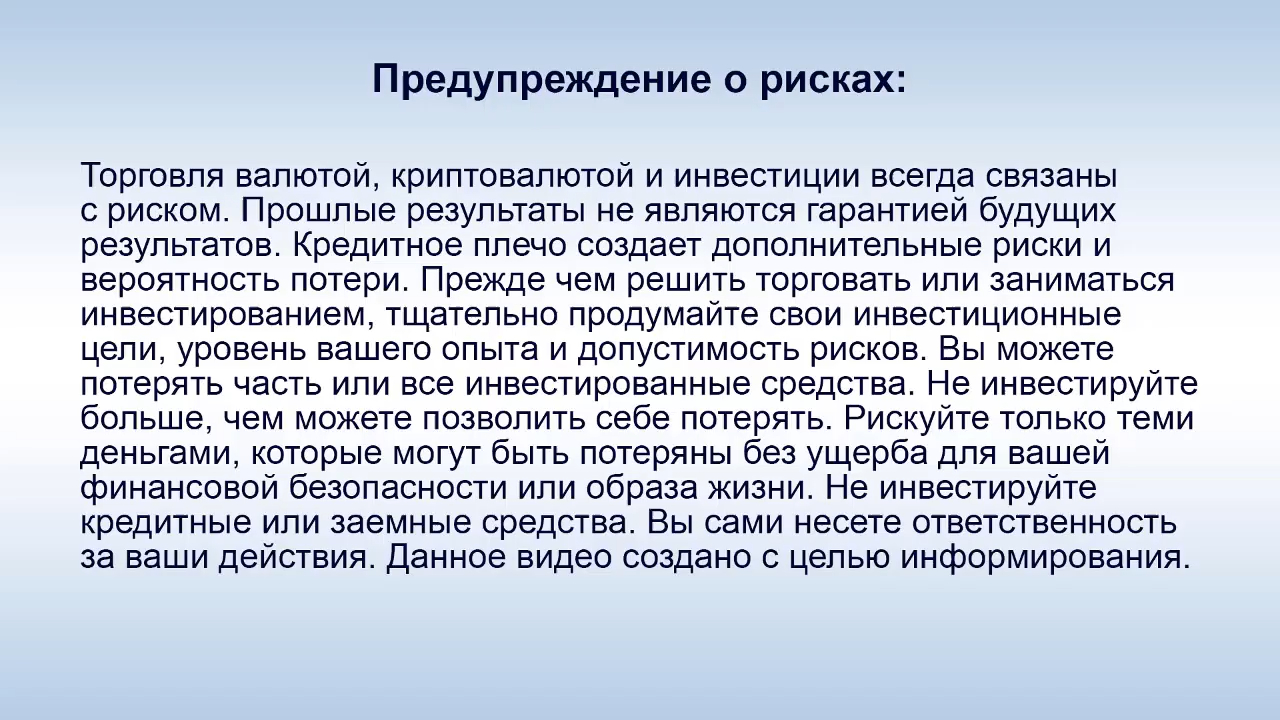 Предупреждение о рисках:
Торговля валютой, криптовалютой и инвестиции всегда связаны
с риском. Прошлые результаты не являются гарантией будущих
результатов. Кредитное плечо создает дополнительные риски и
вероятность потери. Прежде чем решить торговать или заниматься
инвестированием, тщательно продумайте свои инвестиционные
цели, уровень вашего опыта и допустимость рисков. Вы можете
потерять часть или все инвестированные средства. Не инвестируйте
больше, чем можете позволить себе потерять. Рискуйте только теми
деньгами, которые могут быть потеряны без ущерба для вашей
финансовой безопасности или образа жизни. Не инвестируйте
кредитные или заемные средства. Вы сами несете ответственность
за ваши действия. Данное видео создано с целью информирования.